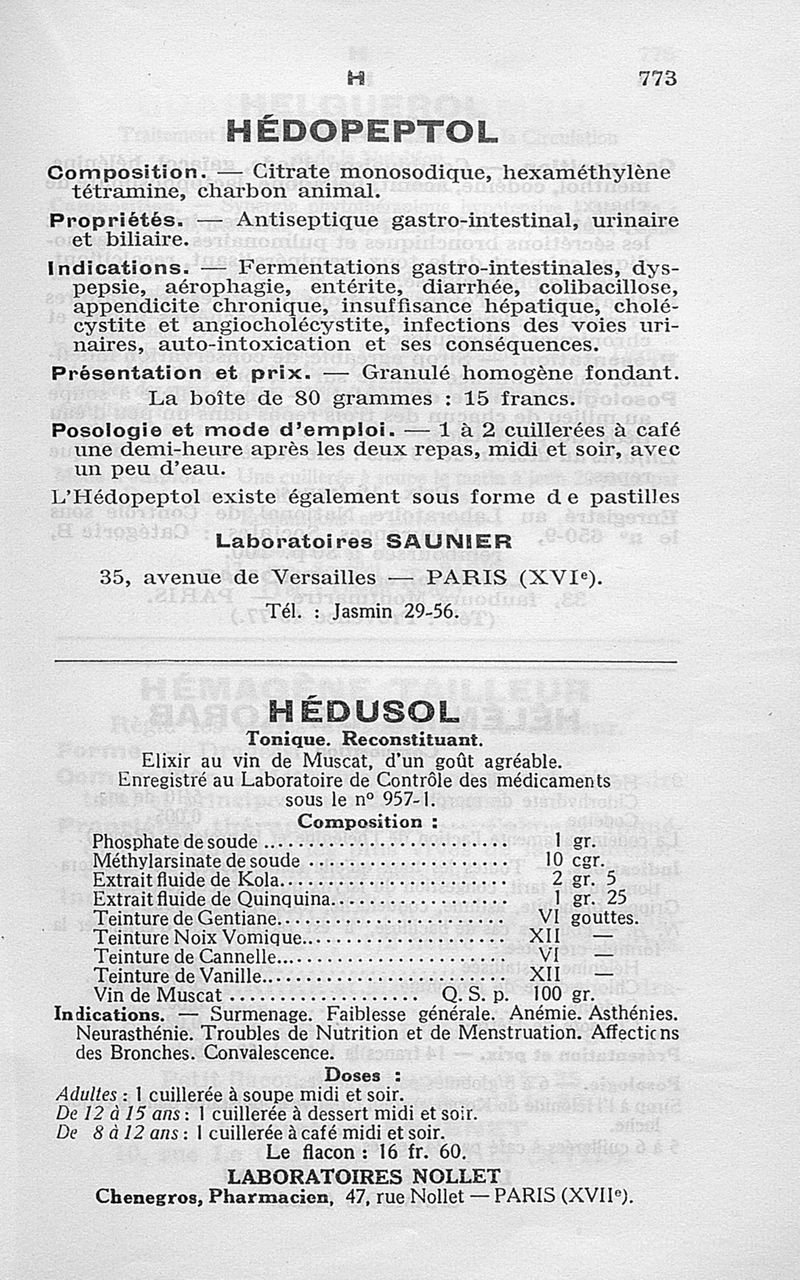 H
773
HÉDOPEPTOL
Composition. — Citrate monosodique, hexaméthylène
tétramine, charbon animal.
Propriétés. — Antiseptique gastro-intestinal, urinaire
et biliaire.
Indications. — Fermentations gastro-intestinales, dys-
pepsie, aérophagie, entérite, diarrhée, colibacillose,
appendicite chronique, insuffisance hépatique, cholé-
cystite et angiocholécystite, infections des voies uri-
naires, auto-intoxication et ses conséquences.
Présentation et prix. — Granulé homogène fondant.
La boîte de 80 grammes : 15 francs.
Posologie et mode d'emploi. — 1 à 2 cuillerées à café
une demi-heure après les deux repas, midi et soir, avec
un peu d'eau.
L'Hédopeptol existe également sous forme de pastilles
Laboratoires SAUNIER
35, avenue de Versailles — PARIS (XVIe).
Tél. : Jasmin 29-56.
HÉDUSOL
Tonique. Reconstituant.
Elixir au vin de Muscat, d'un goût agréable.
Enregistré au Laboratoire de Contrôle des médicaments
sous le n° 957-1.
Composition :
Phosphate de soude ........................ 1 gr.
Méthylarsinate de soude .................... 10 cgr.
Extrait fluide de Kola....................... 2 gr. 5
Extrait fluide de Quinquina.................. 1 gr. 25
Teinture de Gentiane....................... VI gouttes.
Teinture Noix Vomique..................... XII —
Teinture de Cannelle....................... VI —
Teinture de Vanille........................ XII —
Vin de Muscat ................... Q. S. p. 100 gr.
Indications. — Surmenage. Faiblesse générale. Anémie. Asthénies.
Neurasthénie. Troubles de Nutrition et de Menstruation. Affections
des Bronches. Convalescence.
Doses :
Adultes : 1 cuillerée à soupe midi et soir.
De 12 à 15 ans : 1 cuillerée à dessert midi et soir.
De 8 à 12 ans : 1 cuillerée à café midi et soir.
Le flacon : 16 fr. 60.
LABORATOIRES NOLLET
Chenegros, Pharmacien, 47, rue Nollet — PARIS (XVIIe).